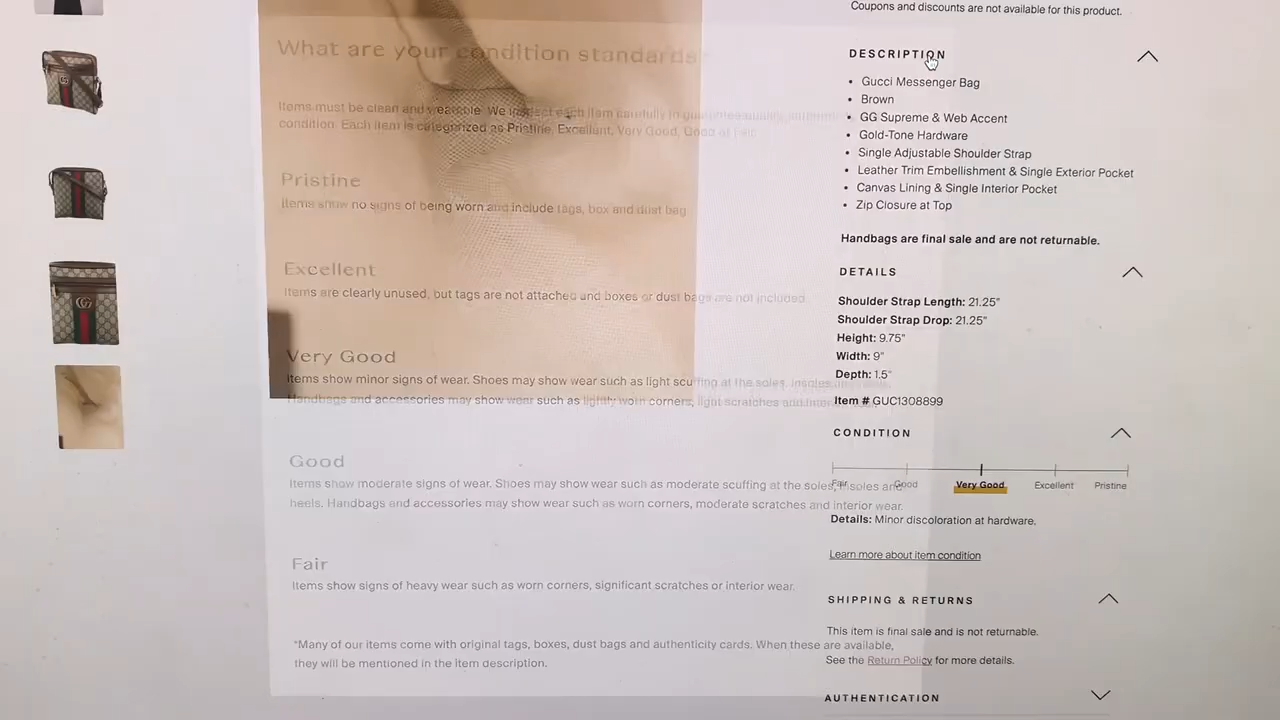 Coupons and discounts are not available for this product.
DESCRIPTION
• Gucci Messenger Bag
• Brown
• GG Supreme & Web Accent
• Gold-Tone Hardware
• Single Adjustable Shoulder Strap
• Leather Trim Embellishment & Single Exterior Pocket
• Canvas Lining & Single Interior Pocket
• Zip Closure at Top
Handbags are final sale and are not returnable.
DETAILS
Shoulder Strap Length: 21.25"
Shoulder Strap Drop: 21.25"
Height: 9.75"
Width: 9"
Depth: 1.5"
Item # GUC1308899
CONDITION
Fair Good Very Good Excellent Pristine
Details: Minor discoloration at hardware.
Learn more about item condition
SHIPPING & RETURNS
This item is final sale and is not returnable.
See the Return Policy for more details.
AUTHENTICATION
What are your condition standards
Items must be clean and wearable. We inspect each item carefully to
condition. Each item is categorized as Pristine, Excellent, Very Good, Good or Fair.
Pristine
Items show no signs of being worn and include tags, box and dust bag
Excellent
Items are clearly unused, but tags are not attached and boxes or dust bags are not included.
Very Good
Items show minor signs of wear. Shoes may show wear such as light scuffing at the soles, insoles
Handbags and accessories may show wear such as lightly worn corners, light scratches and
Good
Items show moderate signs of wear. Shoes may show wear such as moderate scuffing at the soles, insoles and
heels. Handbags and accessories may show wear such as worn corners, moderate scratches and interior wear.
Fair
Items show signs of heavy wear such as worn corners, significant scratches or interior wear.
*Many of our items come with original tags, boxes, dust bags and authenticity cards. When these are available,
they will be mentioned in the item description.